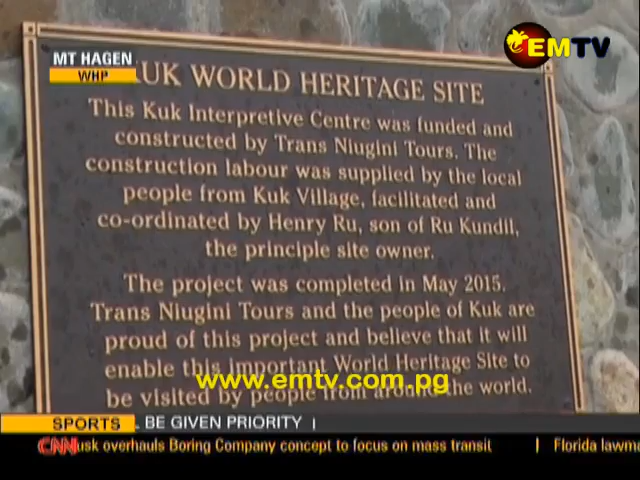 MT HAGEN
WHP
EMTV
UK WORLD HERITAGE SITE
This Kuk Interpretive Centre was funded and
constructed by Trans Niugini Tours. The
construction labour was supplied by the local
people from Kuk Village, facilitated and
co-ordinated by Henry Ru, son of Ru Kundil,
the principle site owner.
The project was completed in May 2015.
Trans Niugini Tours and the people of Kuk are
proud of this project and believe that it will
enable this important World Heritage Site to
be visited by people from around the world.
www.emtv.com.pg
SPORTS BE GIVEN PRIORITY |
CNN usk overhauls Boring Company concept to focus on mass transit | Florida lawma